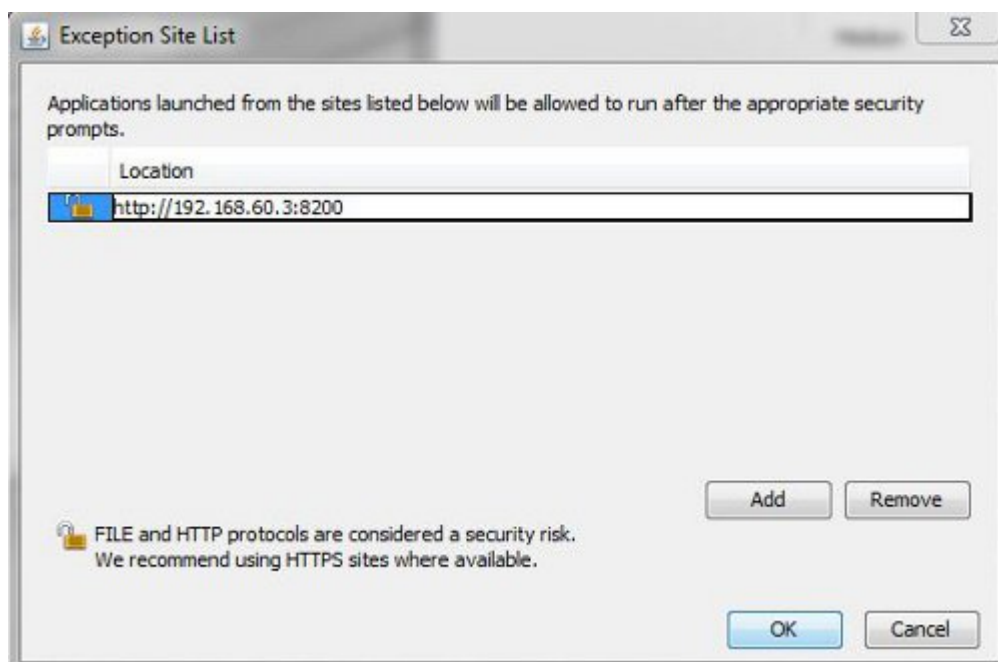 Exception Site List
Applications launched from the sites listed below will be allowed to run after the appropriate security
prompts.
Location
http://192.168.60.3:8200
Add Remove
FILE and HTTP protocols are considered a security risk.
We recommend using HTTPS sites where available.
OK Cancel